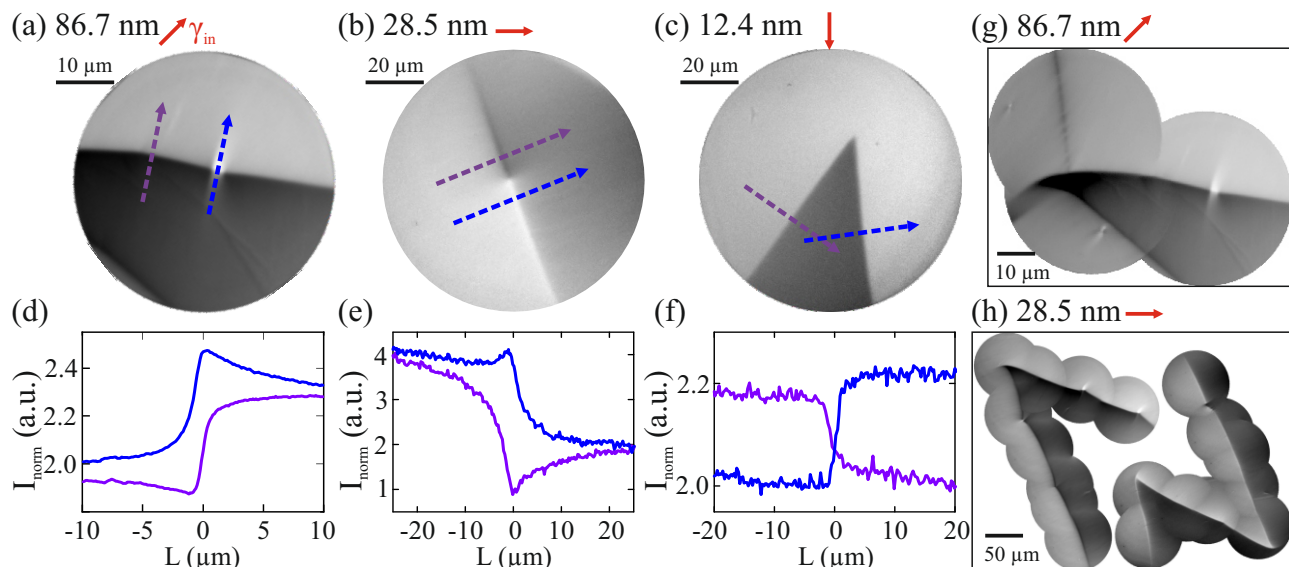 (a) 86.7 nm γin
10 µm
(b) 28.5 nm
20 µm
(c) 12.4 nm
20 µm
(g) 86.7 nm
10 µm
(d)
Inorm (a.u.)
2.4
2.2
2.0
-10 -5 0 5 10
L (µm)
(e)
Inorm (a.u.)
4
3
2
1
-20 -10 0 10 20
L (µm)
(f)
Inorm (a.u.)
2.2
2.0
-20 -10 0 10 20
L (µm)
(h) 28.5 nm
50 µm